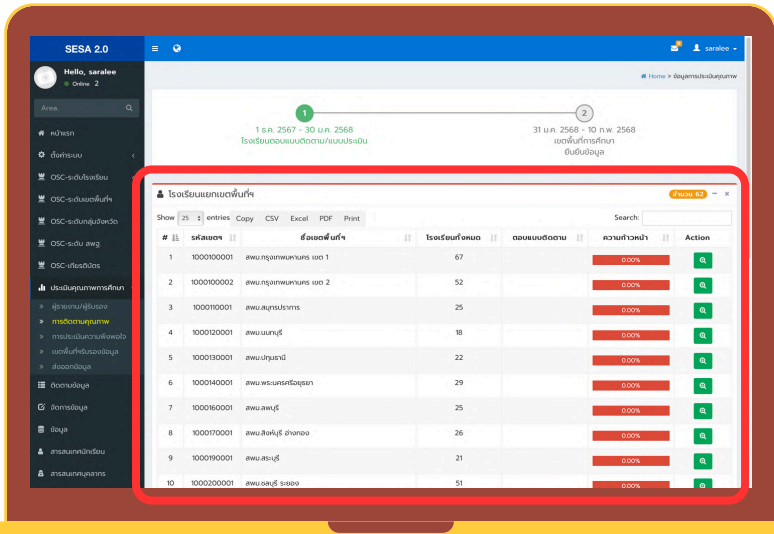 SESA 2.0
saralee
Hello, saralee
Online 2
Home > ข้อมูลการประเมินคุณภาพ
Area
1
2
1 ธ.ค. 2567 - 30 ม.ค. 2568
โรงเรียนตอบแบบติดตาม/แบบประเมิน
31 ม.ค. 2568 - 10 ก.พ. 2568
เขตพื้นที่การศึกษา
ยืนยันข้อมูล
หน้าแรก
ตั้งค่าระบบ
OSC-ระดับโรงเรียน
OSC-ระดับเขตพื้นที่ฯ
OSC-ระดับกลุ่มจังหวัด
OSC-ระดับ สพฐ.
OSC-เกียรติบัตร
ประเมินคุณภาพการศึกษา
ผู้รายงาน/ผู้รับรอง
การติดตามคุณภาพ
การประเมินความพึงพอใจ
เขตพื้นที่ฯรับรองข้อมูล
ส่งออกข้อมูล
ติดตามข้อมูล
จัดการข้อมูล
ข้อมูล
สารสนเทศนักเรียน
สารสนเทศบุคลากร
โรงเรียนแยกเขตพื้นที่ฯ
จำนวน 62
Show 25 entries Copy CSV Excel PDF Print Search:
# รหัสเขตฯ ชื่อเขตพื้นที่ฯ โรงเรียนทั้งหมด ตอบแบบติดตาม ความก้าวหน้า Action
1 1000100001 สพม.กรุงเทพมหานคร เขต 1 67 0.00%
2 1000100002 สพม.กรุงเทพมหานคร เขต 2 52 0.00%
3 1000110001 สพม.สมุทรปราการ 25 0.00%
4 1000120001 สพม.นนทบุรี 18 0.00%
5 1000130001 สพม.ปทุมธานี 22 0.00%
6 1000140001 สพม.พระนครศรีอยุธยา 29 0.00%
7 1000160001 สพม.ลพบุรี 25 0.00%
8 1000170001 สพม.สิงห์บุรี อ่างทอง 26 0.00%
9 1000190001 สพม.สระบุรี 21 0.00%
10 1000200001 สพม.ชลบุรี ระยอง 51 0.00%